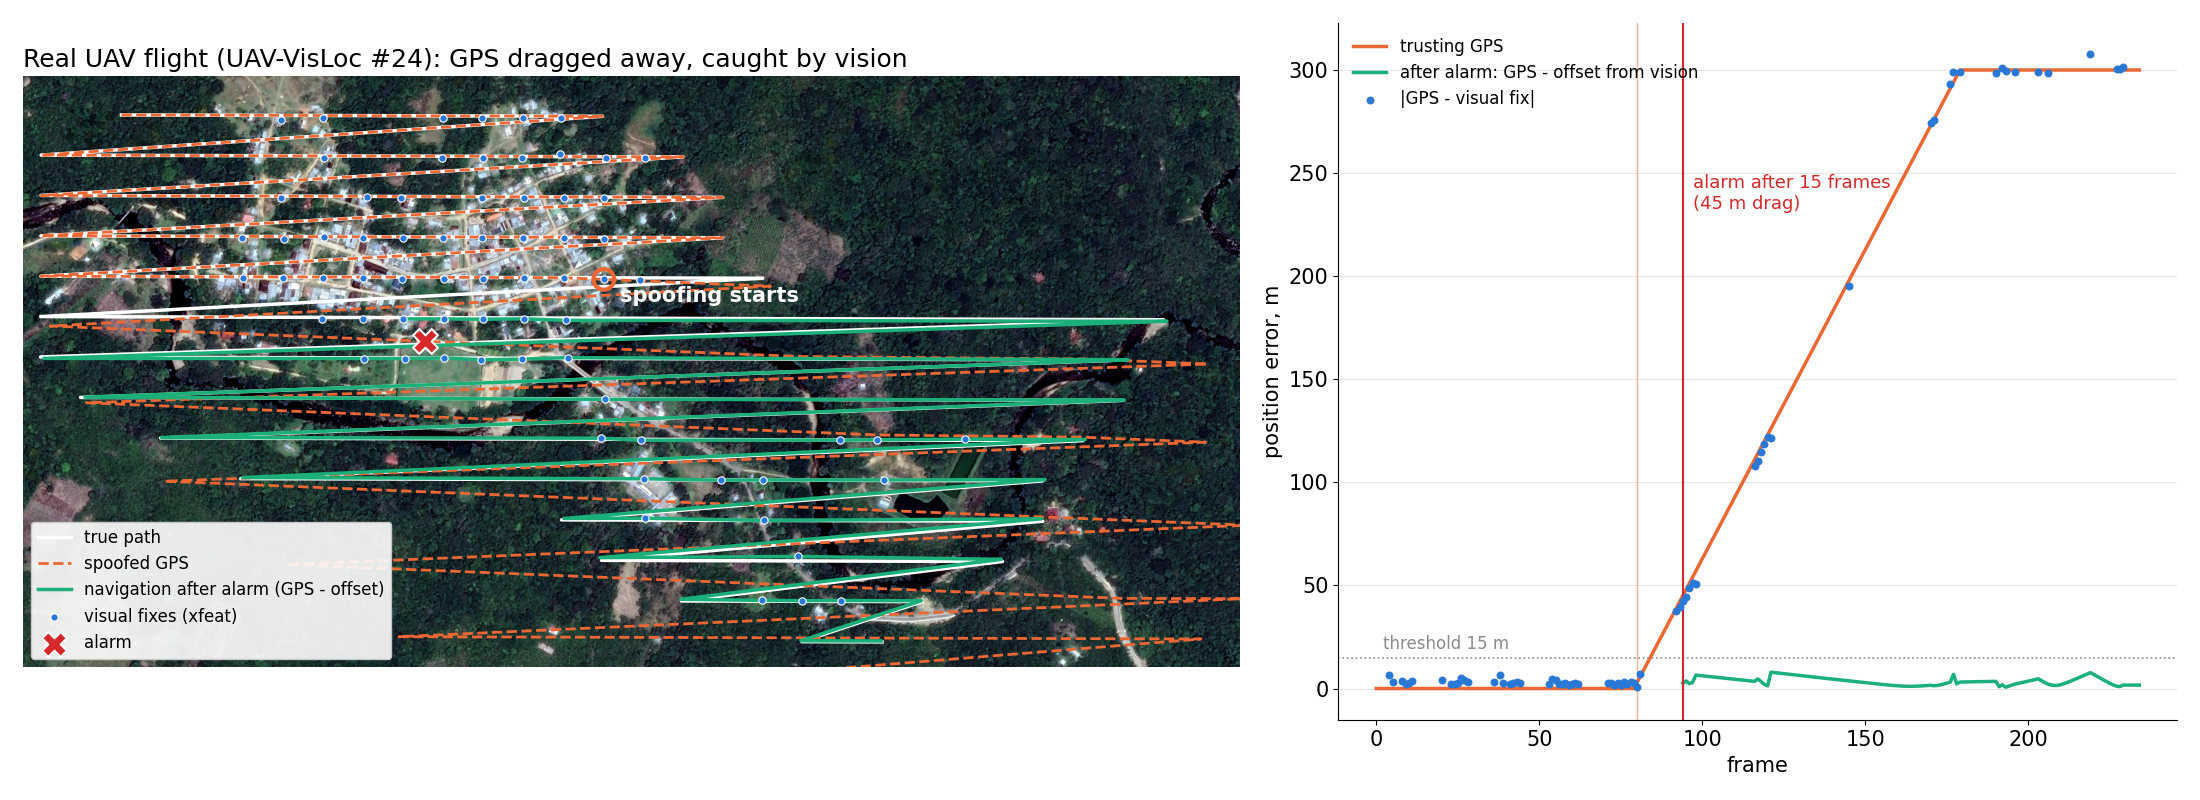 Real UAV flight (UAV-VisLoc #24): GPS dragged away, caught by vision
spoofing starts
true path
spoofed GPS
navigation after alarm (GPS - offset)
visual fixes (xfeat)
alarm
trusting GPS
after alarm: GPS - offset from vision
|GPS - visual fix|
alarm after 15 frames
(45 m drag)
threshold 15 m
position error, m
300
250
200
150
100
50
0
0 50 100 150 200
frame